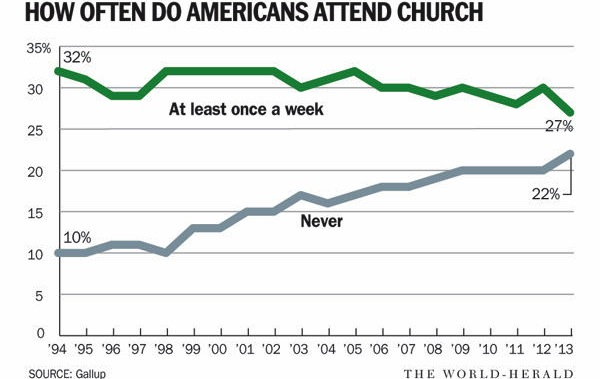 HOW OFTEN DO AMERICANS ATTEND CHURCH
35%
32%
30
At least once a week
25
27%
20
22%
15
Never
10%
10
5
0
'94 '95 '96 '97 '98 '99 '00 '01 '02 '03 '04 '05 '06 '07 '08 '09 '10 '11 '12 '13
SOURCE: Gallup
THE WORLD-HERALD